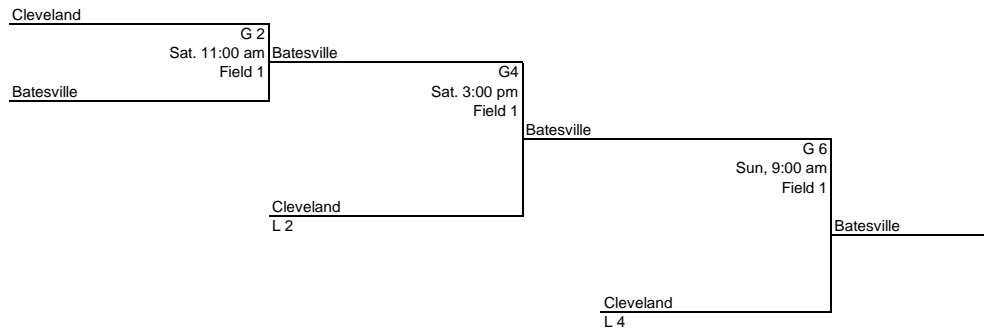 Cleveland
G 2
Sat. 11:00 am
Batesville
Field 1
G4
Batesville
Sat. 3:00 pm
Field 1
Batesville
G 6
Sun, 9:00 am
Field 1
Cleveland
L 2
Batesville
Cleveland
L 4